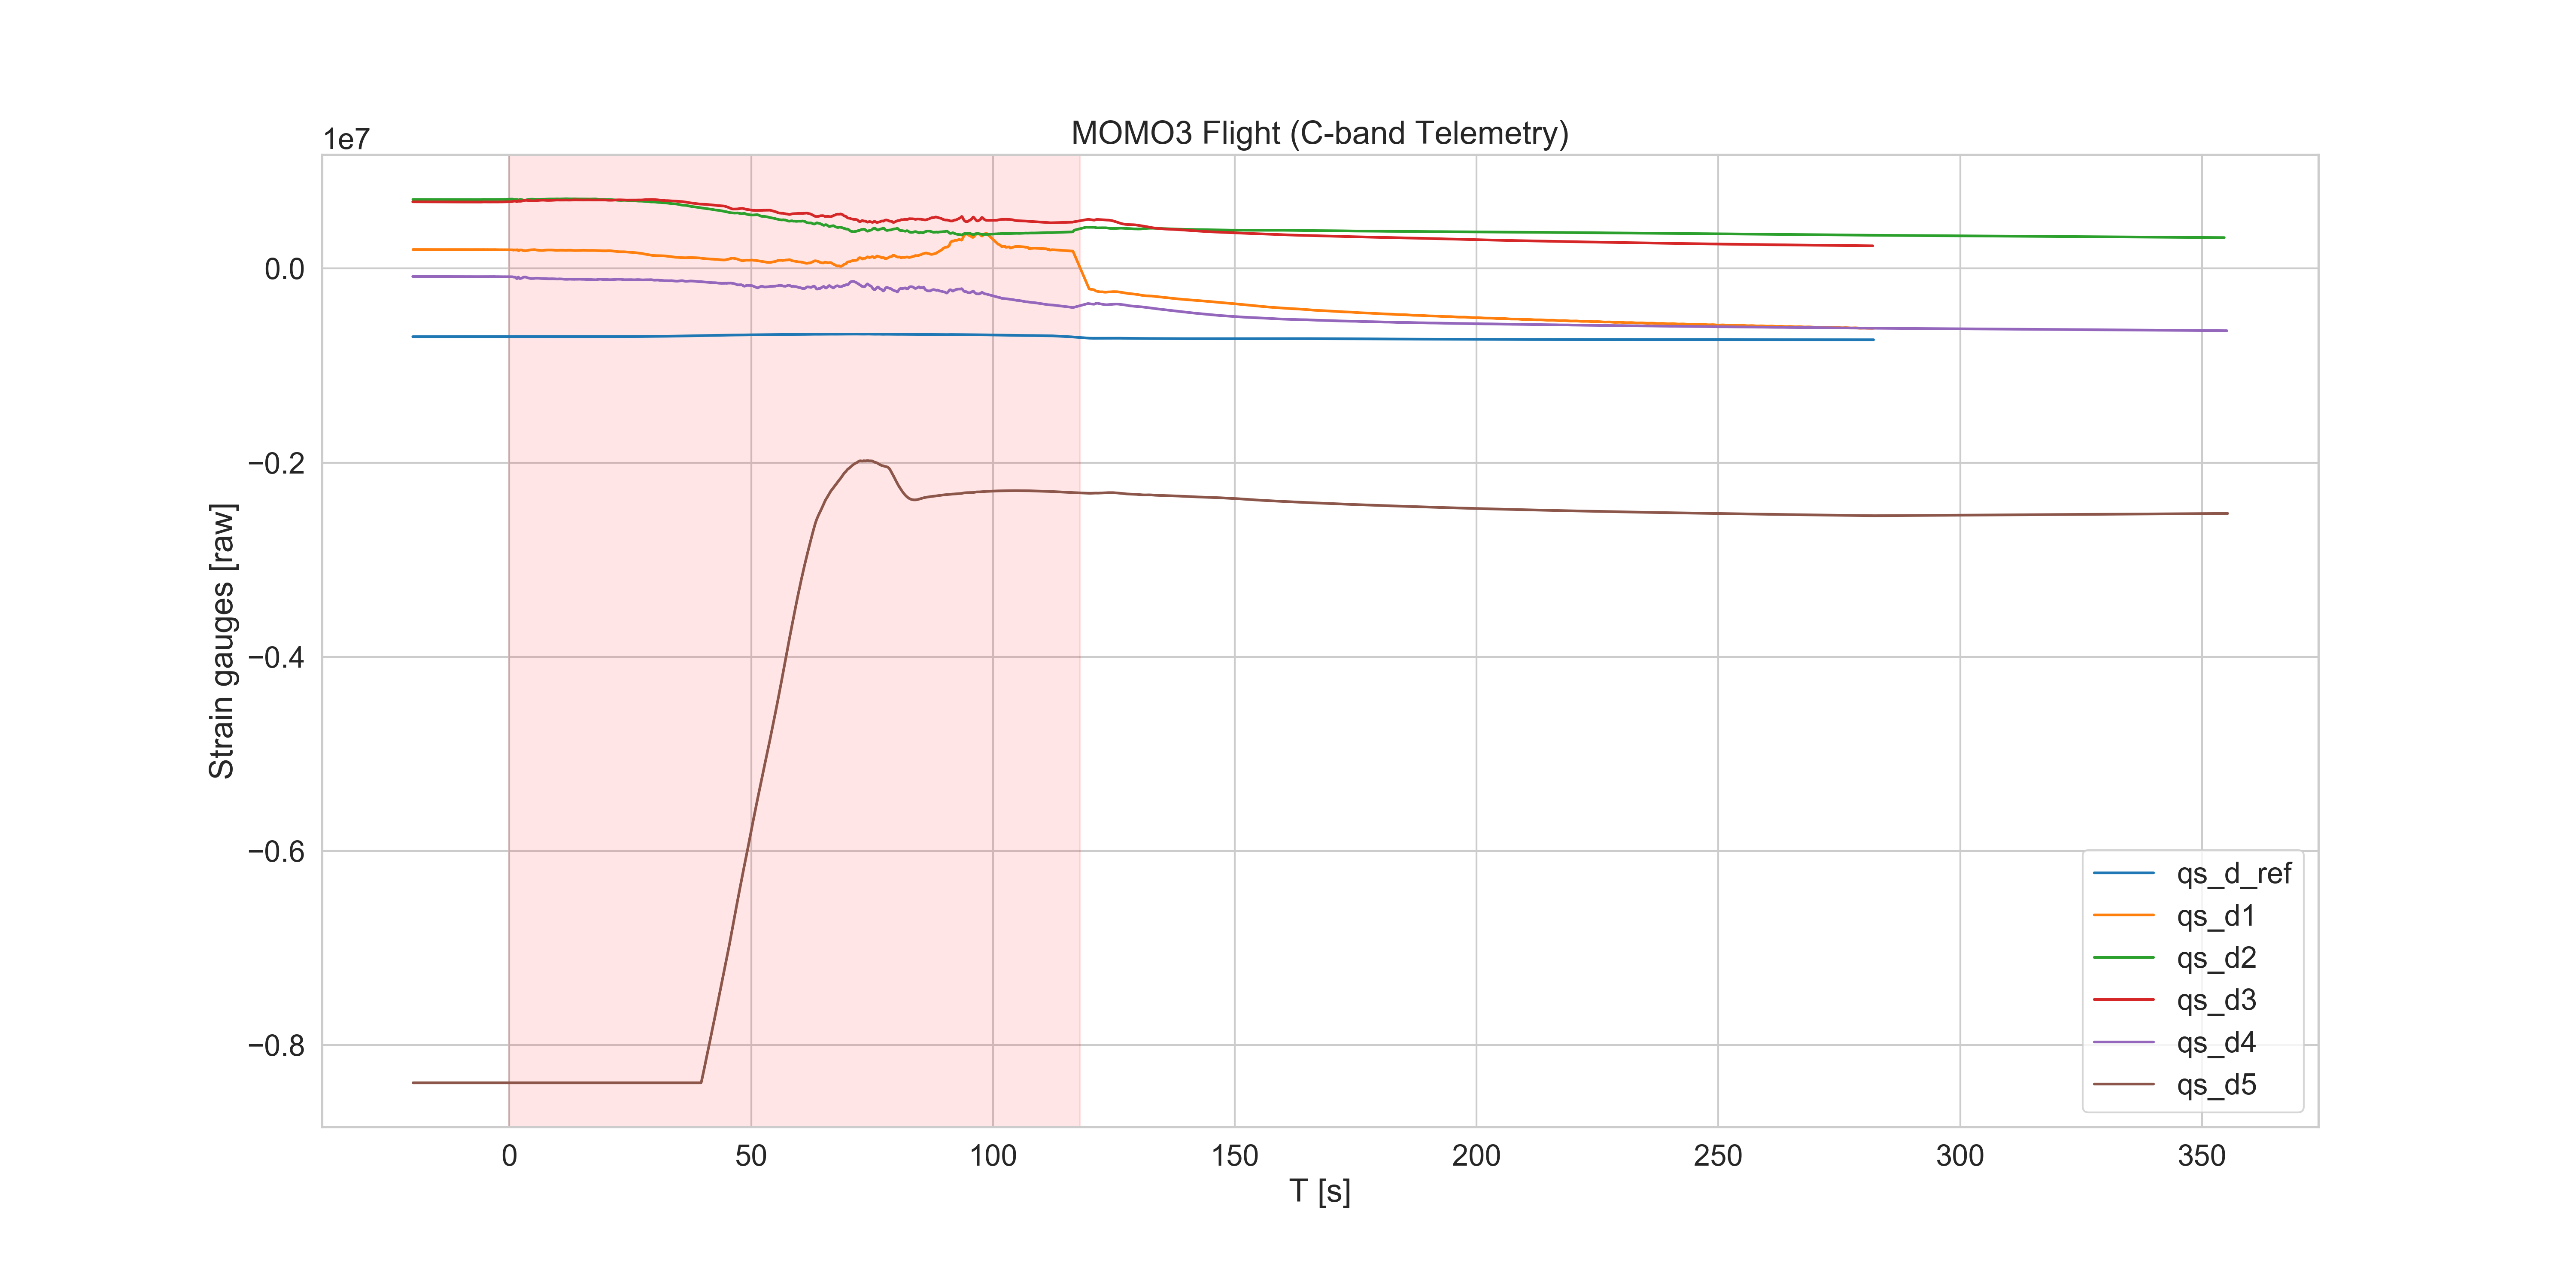 MOMO3 Flight (C-band Telemetry)
1e7
0.0
−0.2
−0.4
−0.6
−0.8
Strain gauges [raw]
0 50 100 150 200 250 300 350
T [s]
qs_d_ref
qs_d1
qs_d2
qs_d3
qs_d4
qs_d5